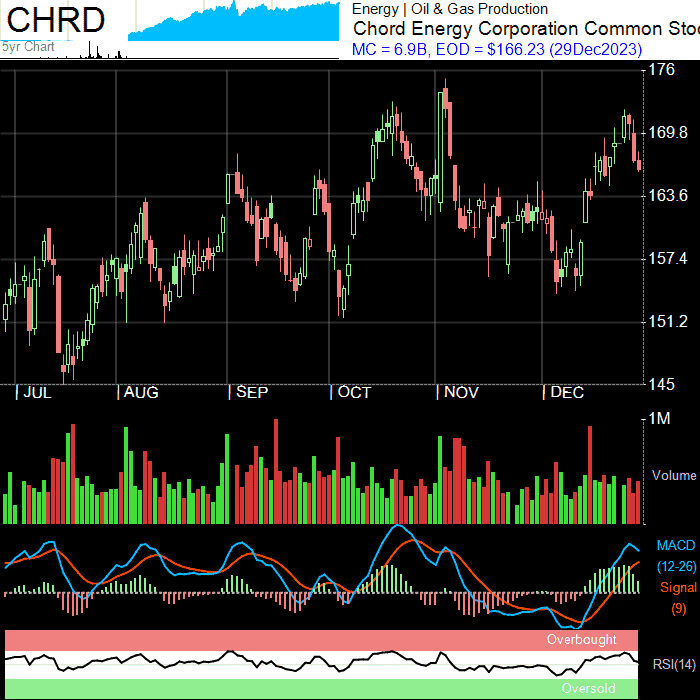 CHRD
5yr Chart
Energy | Oil & Gas Production
Chord Energy Corporation Common Stoc
MC = 6.9B, EOD = $166.23 (29Dec2023)
176
169.8
163.6
157.4
151.2
145
| JUL | AUG | SEP | OCT | NOV | DEC
1M
Volume
MACD
(12-26)
Signal
(9)
Overbought
RSI(14)
Oversold